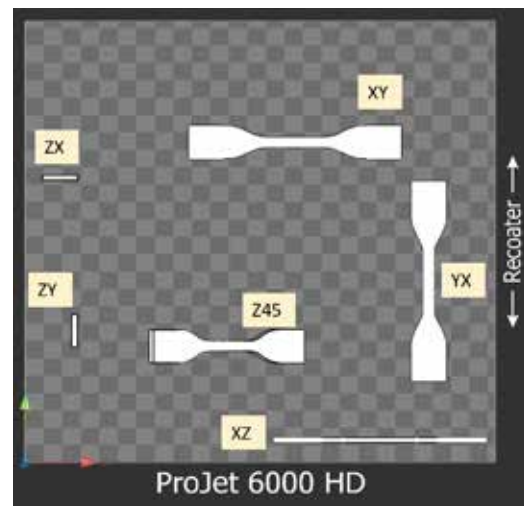 XY
ZX
← Recoater →
ZY
YX
Z45
XZ
ProJet 6000 HD